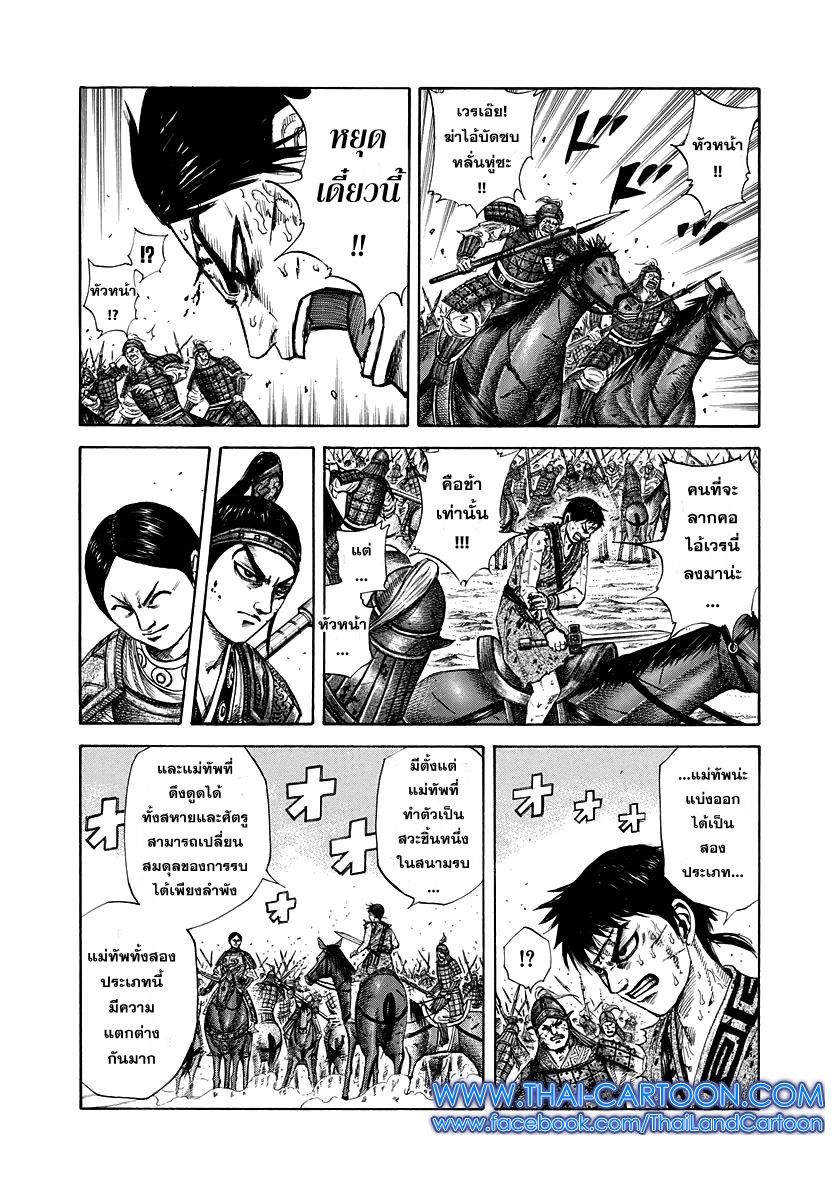 หัวหน้า
!!
เวรเอ๊ย!
ฆ่าไอ้บัดซบ
หลั่นทู่ซะ
!!
ドドド
หยุด
เดี๋ยวนี้
!!
!?
หัวหน้า
!?
คนที่จะ
ลากคอ
ไอ้เวรนี่
ลงมาน่ะ
...
คือข้า
เท่านั้น
!!!
แต่
...
หัวหน้า
...
...แม่ทัพน่ะ
แบ่งออก
ได้เป็น
สอง
ประเภท...
!?
オオ
มีตั้งแต่
แม่ทัพที่
ทำตัวเป็น
สวะชิ้นหนึ่ง
ในสนามรบ
...
オオオオ
และแม่ทัพที่
ดึงดูดได้
ทั้งสหายและศัตรู
สามารถเปลี่ยน
สมดุลของการรบ
ได้เพียงลำพัง
แม่ทัพทั้งสอง
ประเภทนี้
มีความ
แตกต่าง
กันมาก
WWW.THAI-CARTOON.COM
www.facebook.com/ThaiLandCartoon